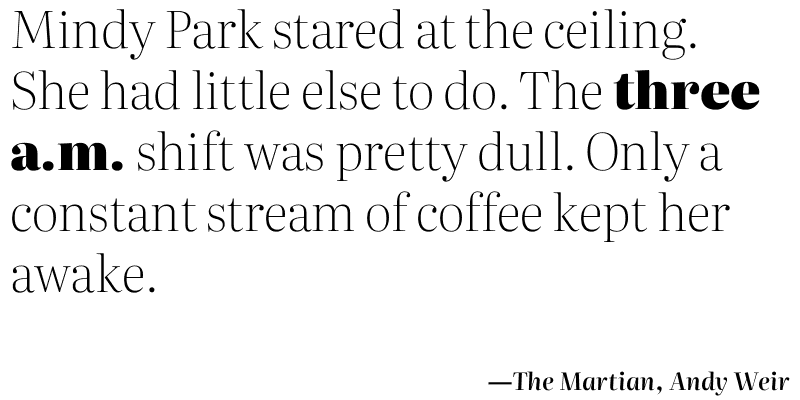 Mindy Park stared at the ceiling.
She had little else to do. The three
a.m. shift was pretty dull. Only a
constant stream of coffee kept her
awake.
—The Martian, Andy Weir